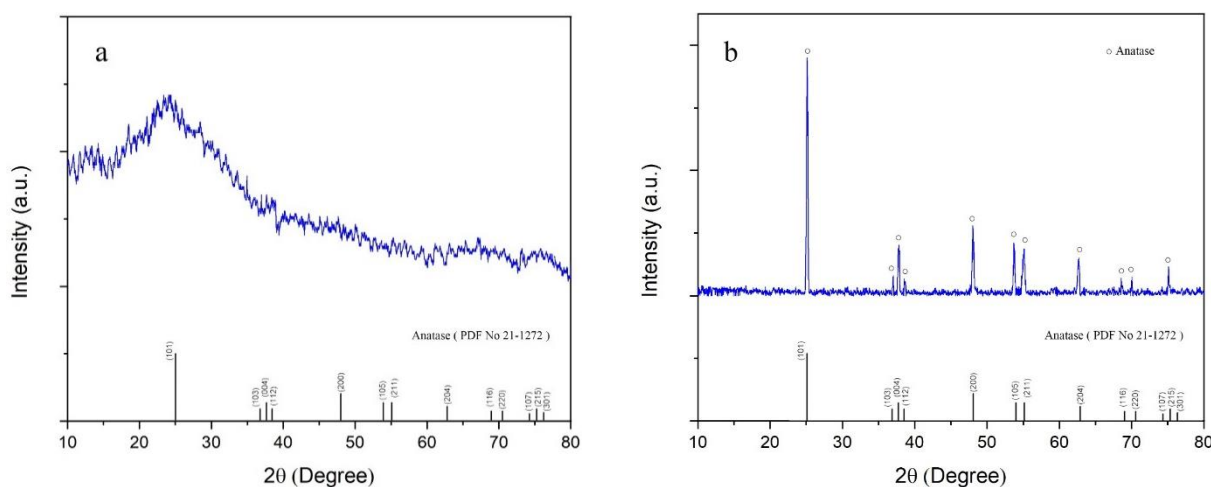 a
Intensity (a.u.)
Anatase ( PDF No 21-1272 )
(101)
(103)
(004)
(112)
(200)
(105)
(211)
(204)
(116)
(220)
(107)
(215)
(301)
10 20 30 40 50 60 70 80
2θ (Degree)
b
Anatase
Intensity (a.u.)
Anatase ( PDF No 21-1272 )
(101)
(103)
(004)
(112)
(200)
(105)
(211)
(204)
(116)
(220)
(107)
(215)
(301)
10 20 30 40 50 60 70 80
2θ (Degree)